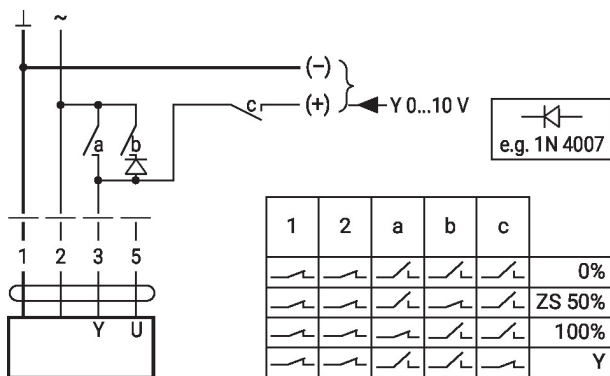 ⊥ ~
(–)
c (+) Y 0...10 V
a b
e.g. 1N 4007
1 2 3 5
Y U
1 2 a b c
0%
ZS 50%
100%
Y